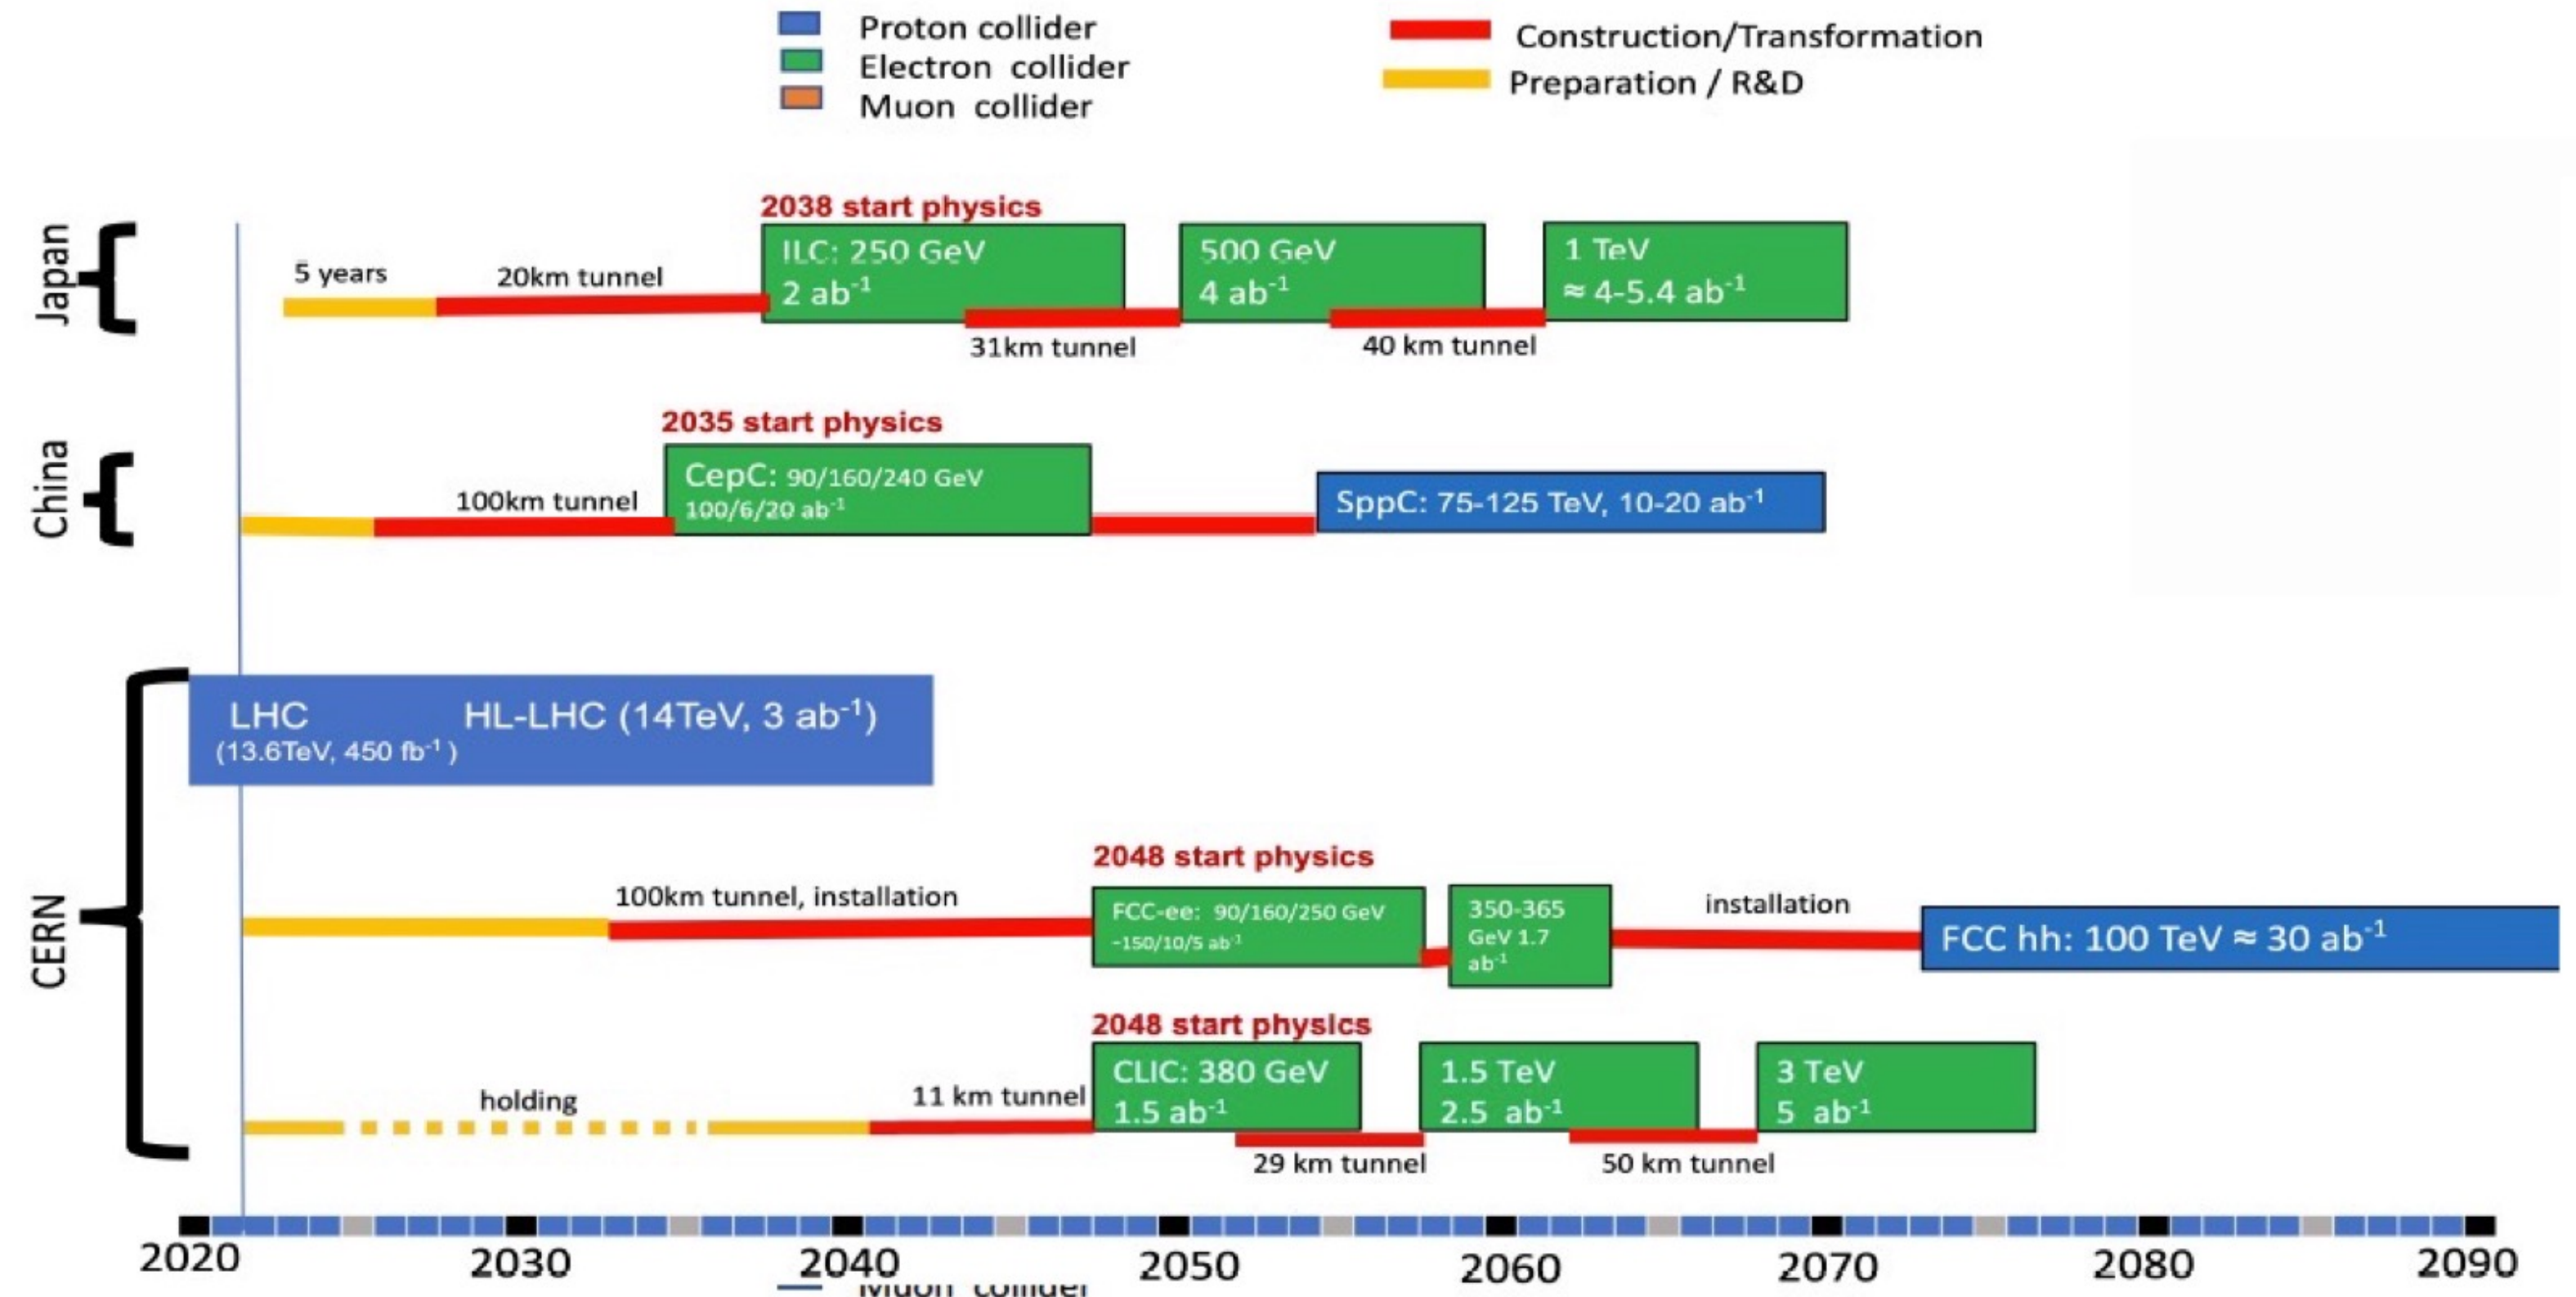 Proton collider
Electron collider
Muon collider
Construction/Transformation
Preparation / R&D
Japan
2038 start physics
5 years
20km tunnel
ILC: 250 GeV
2 ab⁻¹
500 GeV
4 ab⁻¹
1 TeV
≈ 4-5.4 ab⁻¹
31km tunnel
40 km tunnel
China
2035 start physics
100km tunnel
CepC: 90/160/240 GeV
100/6/20 ab⁻¹
SppC: 75-125 TeV, 10-20 ab⁻¹
CERN
LHC
(13.6TeV, 450 fb⁻¹ )
HL-LHC (14TeV, 3 ab⁻¹)
2048 start physics
100km tunnel, installation
FCC-ee: 90/160/250 GeV
~150/10/5 ab⁻¹
350-365
GeV 1.7
ab⁻¹
installation
FCC hh: 100 TeV ≈ 30 ab⁻¹
2048 start physics
holding
11 km tunnel
CLIC: 380 GeV
1.5 ab⁻¹
1.5 TeV
2.5 ab⁻¹
3 TeV
5 ab⁻¹
29 km tunnel
50 km tunnel
2020 2030 2040 2050 2060 2070 2080 2090
Muon collider